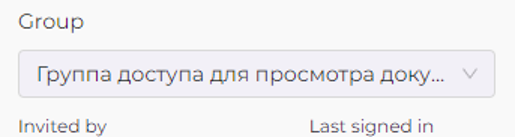 Group
Группа доступа для просмотра доку...
Invited by Last signed in